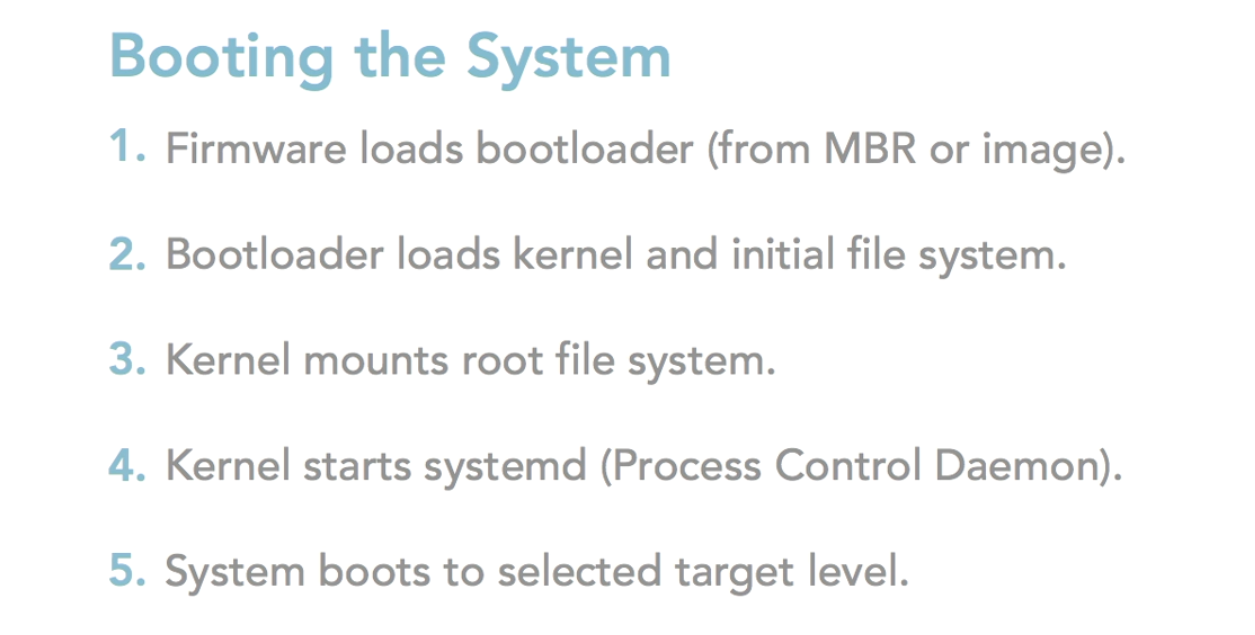 Booting the System
1. Firmware loads bootloader (from MBR or image).
2. Bootloader loads kernel and initial file system.
3. Kernel mounts root file system.
4. Kernel starts systemd (Process Control Daemon).
5. System boots to selected target level.